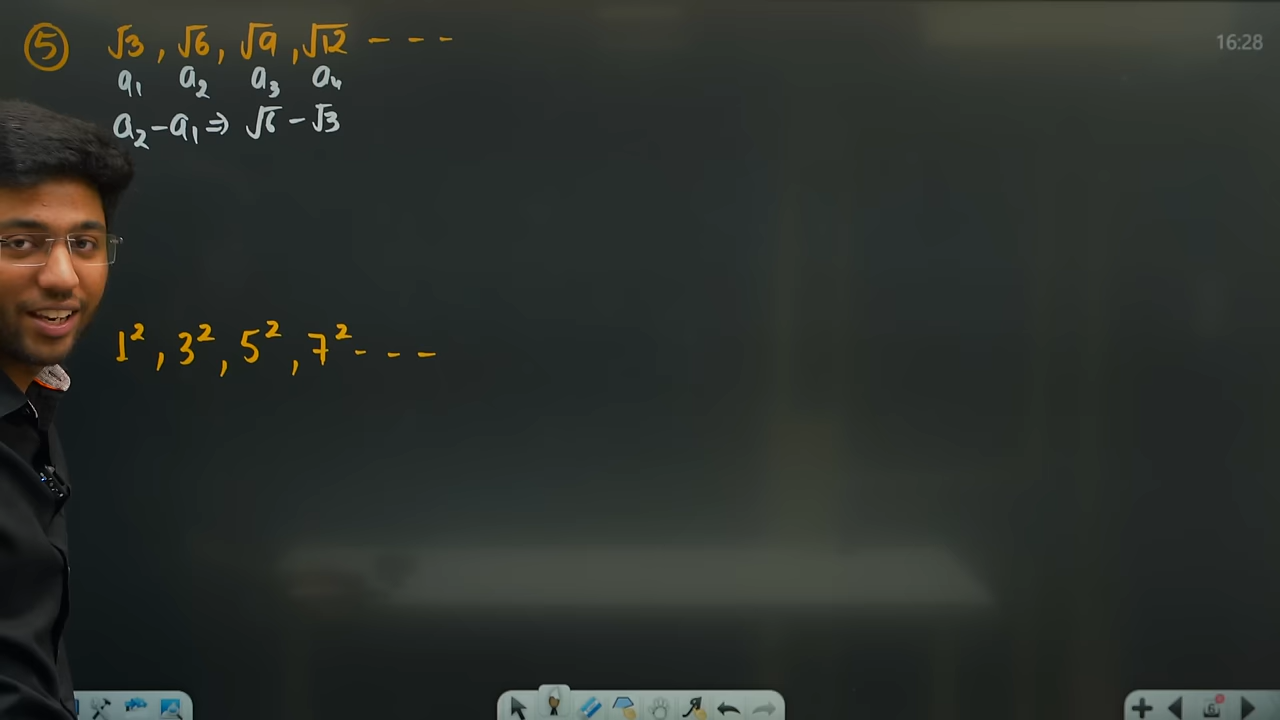 ⑤ √3, √6, √9, √12 - - -
a₁ a₂ a₃ a₄
a₂-a₁ ⇒ √6 - √3
1², 3², 5², 7² - - -
16:28